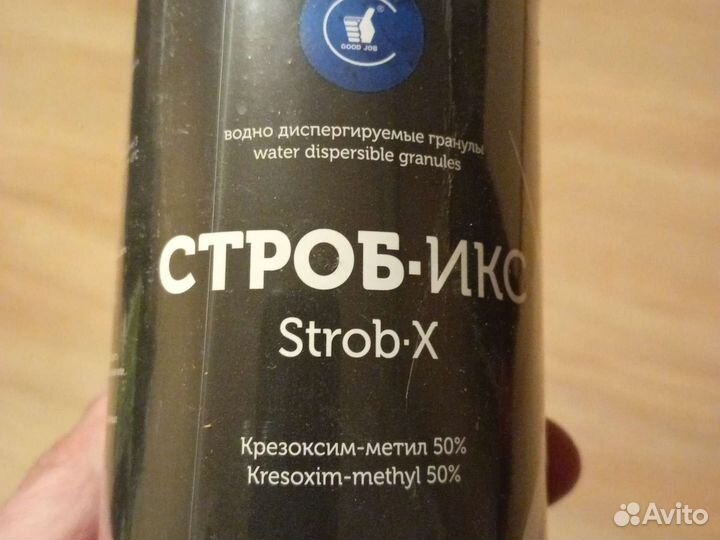 GOOD JOB
водно диспергируемые гранулы
water dispersible granules
СТРОБ·ИКС
Strob·X
Крезоксим-метил 50%
Kresoxim-methyl 50%
Avito